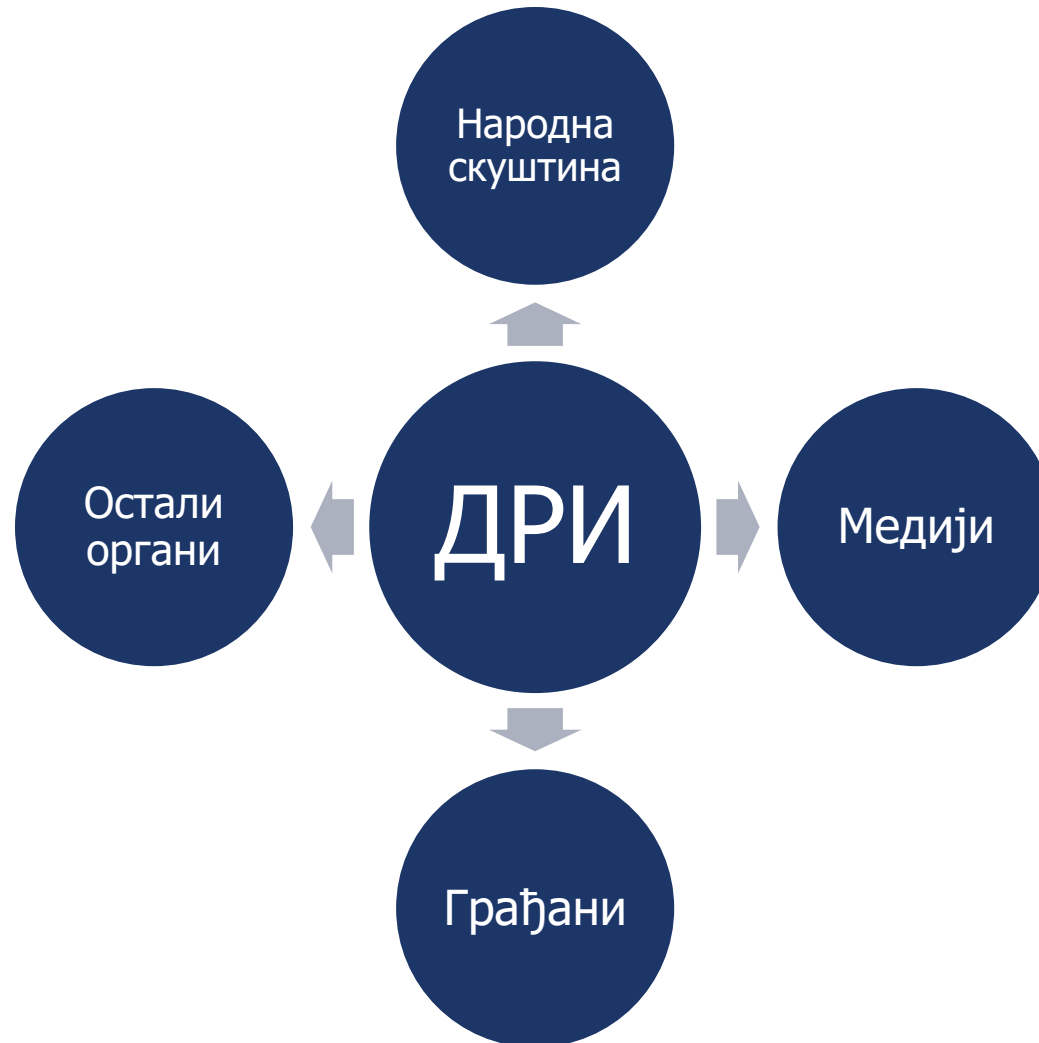 Народна
скуштина
Остали
органи
ДРИ
Медији
Грађани